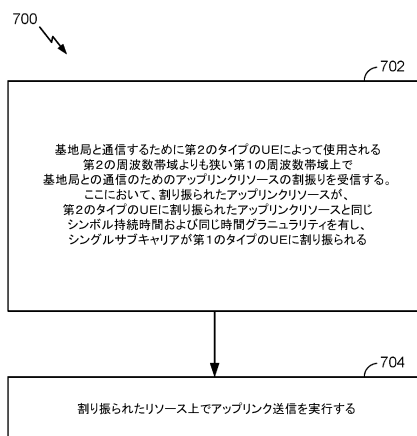 700
702
基地局と通信するために第2のタイプのUEによって使用される
第2の周波数帯域よりも狭い第1の周波数帯域上で
基地局との通信のためのアップリンクリソースの割振りを受信する。
ここにおいて、割り振られたアップリンクリソースが、
第2のタイプのUEに割り振られたアップリンクリソースと同じ
シンボル持続時間および同じ時間グラニュラリティを有し、
シングルサブキャリアが第1のタイプのUEに割り振られる
704
割り振られたリソース上でアップリンク送信を実行する